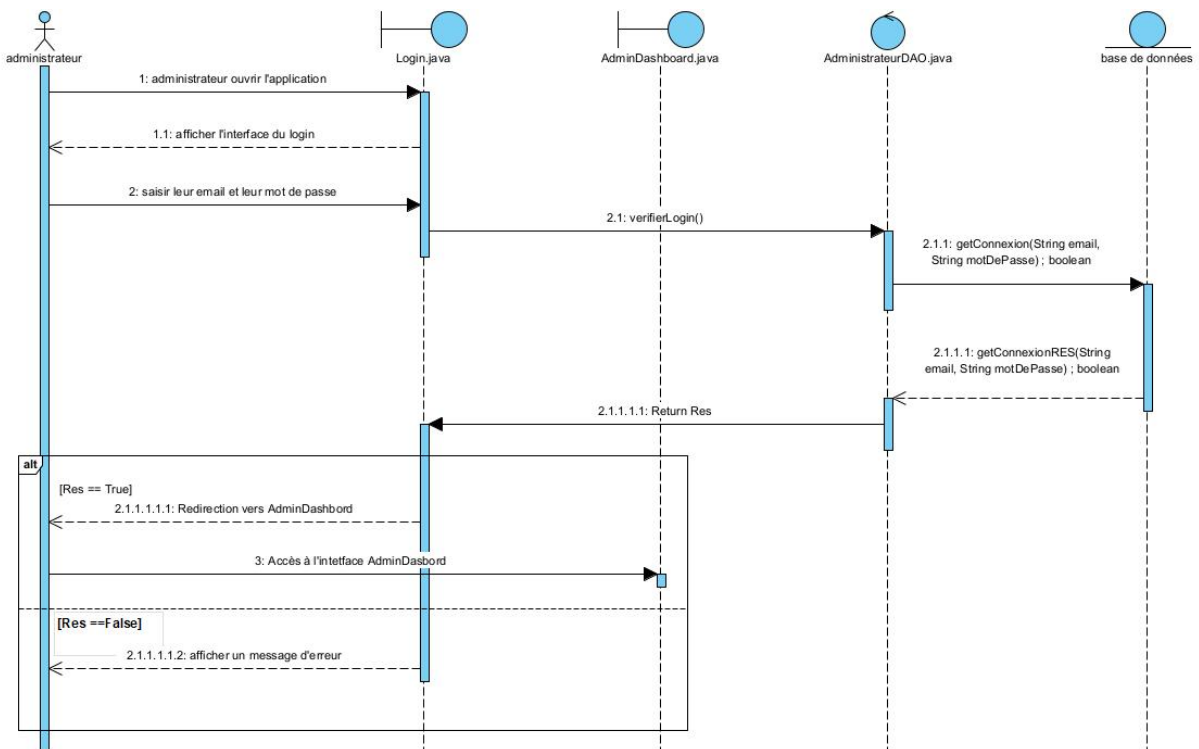 administrateur
Login.java
AdminDashboard.java
AdministrateurDAO.java
base de données
1: administrateur ouvrir l'application
1.1: afficher l'interface du login
2: saisir leur email et leur mot de passe
2.1: verifierLogin()
2.1.1: getConnexion(String email,
String motDePasse) ; boolean
2.1.1.1: getConnexionRES(String
email, String motDePasse) ; boolean
2.1.1.1.1: Return Res
alt
[Res == True]
2.1.1.1.1.1: Redirection vers AdminDashbord
3: Accès à l'intetface AdminDasbord
[Res ==False]
2.1.1.1.1.2: afficher un message d'erreur